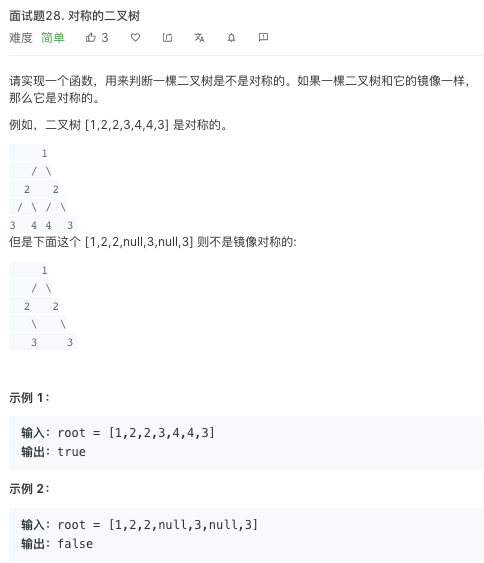 面试题28. 对称的二叉树
难度 简单 3
请实现一个函数，用来判断一棵二叉树是不是对称的。如果一棵二叉树和它的镜像一样，
那么它是对称的。
例如，二叉树 [1,2,2,3,4,4,3] 是对称的。
1
/ \
2 2
/ \ / \
3 4 4 3
但是下面这个 [1,2,2,null,3,null,3] 则不是镜像对称的:
1
/ \
2 2
\ \
3 3
示例 1：
输入：root = [1,2,2,3,4,4,3]
输出：true
示例 2：
输入：root = [1,2,2,null,3,null,3]
输出：false